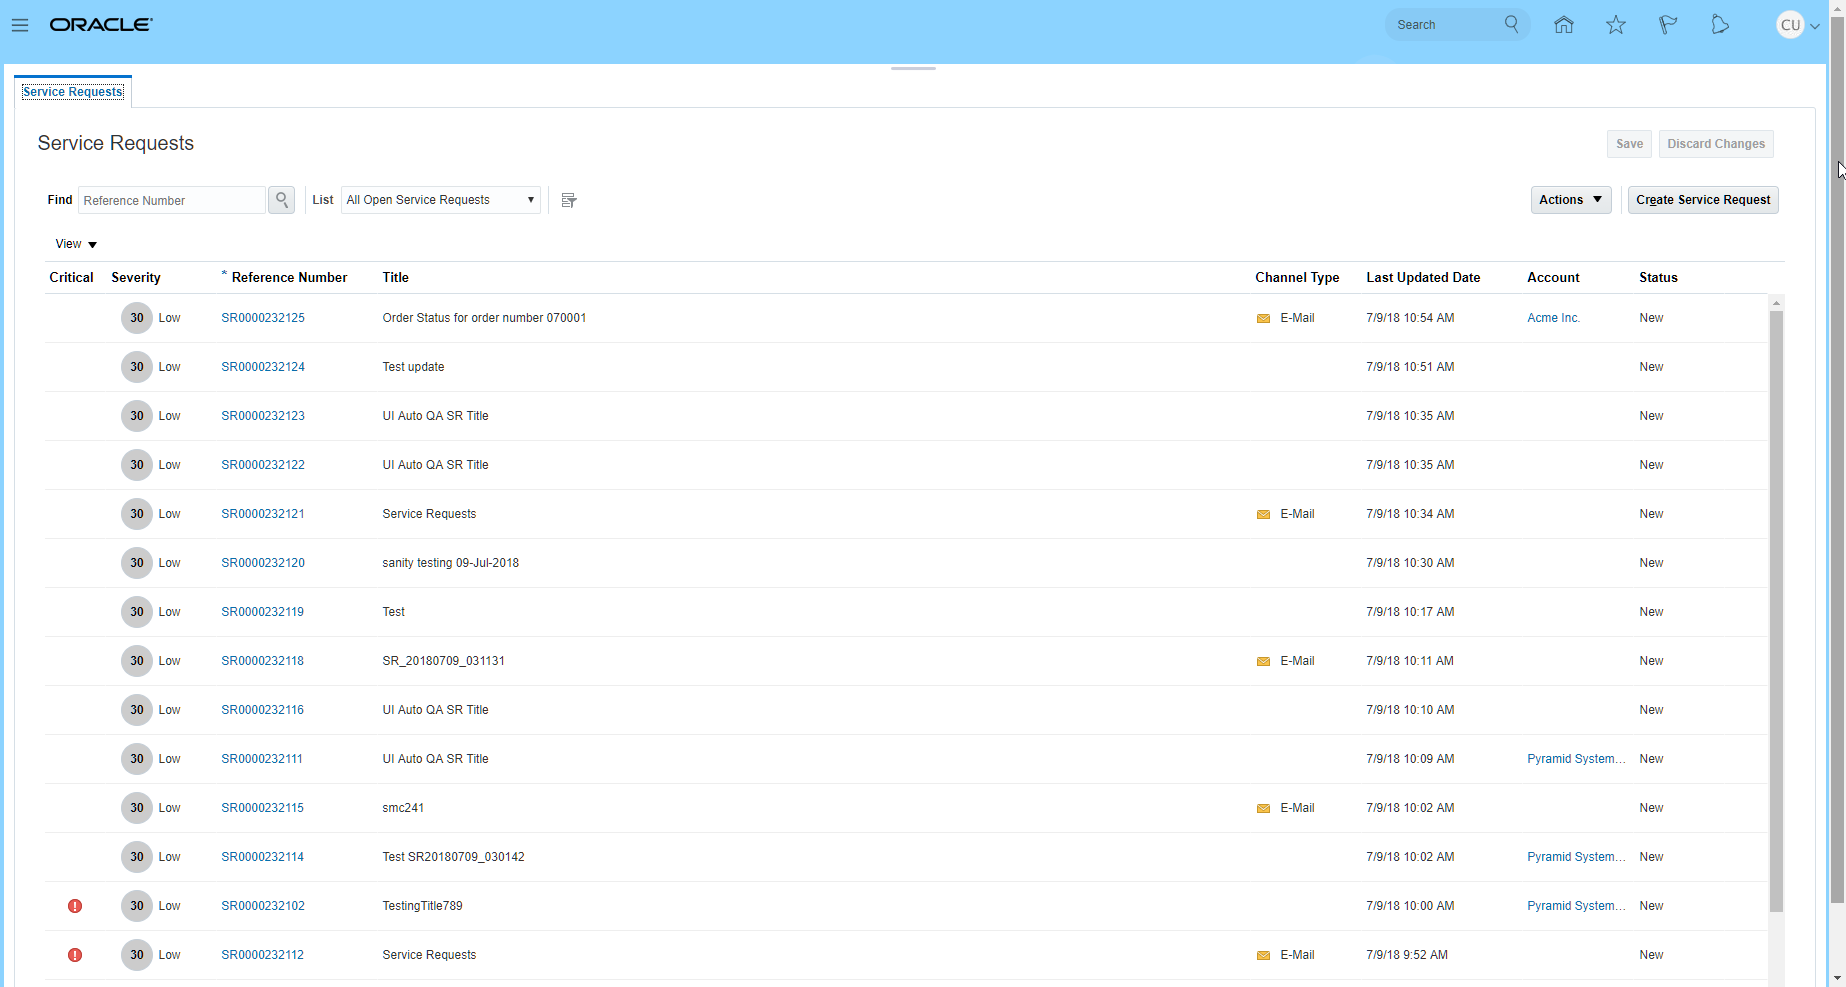 ORACLE
Search
CU
Service Requests
Service Requests
Save Discard Changes
Find Reference Number List All Open Service Requests Actions Create Service Request
View
Critical Severity * Reference Number Title Channel Type Last Updated Date Account Status
30 Low SR0000232125 Order Status for order number 070001 E-Mail 7/9/18 10:54 AM Acme Inc. New
30 Low SR0000232124 Test update 7/9/18 10:51 AM New
30 Low SR0000232123 UI Auto QA SR Title 7/9/18 10:35 AM New
30 Low SR0000232122 UI Auto QA SR Title 7/9/18 10:35 AM New
30 Low SR0000232121 Service Requests E-Mail 7/9/18 10:34 AM New
30 Low SR0000232120 sanity testing 09-Jul-2018 7/9/18 10:30 AM New
30 Low SR0000232119 Test 7/9/18 10:17 AM New
30 Low SR0000232118 SR_20180709_031131 E-Mail 7/9/18 10:11 AM New
30 Low SR0000232116 UI Auto QA SR Title 7/9/18 10:10 AM New
30 Low SR0000232111 UI Auto QA SR Title 7/9/18 10:09 AM Pyramid System... New
30 Low SR0000232115 smc241 E-Mail 7/9/18 10:02 AM New
30 Low SR0000232114 Test SR20180709_030142 7/9/18 10:02 AM Pyramid System... New
30 Low SR0000232102 TestingTitle789 7/9/18 10:00 AM Pyramid System... New
30 Low SR0000232112 Service Requests E-Mail 7/9/18 9:52 AM New